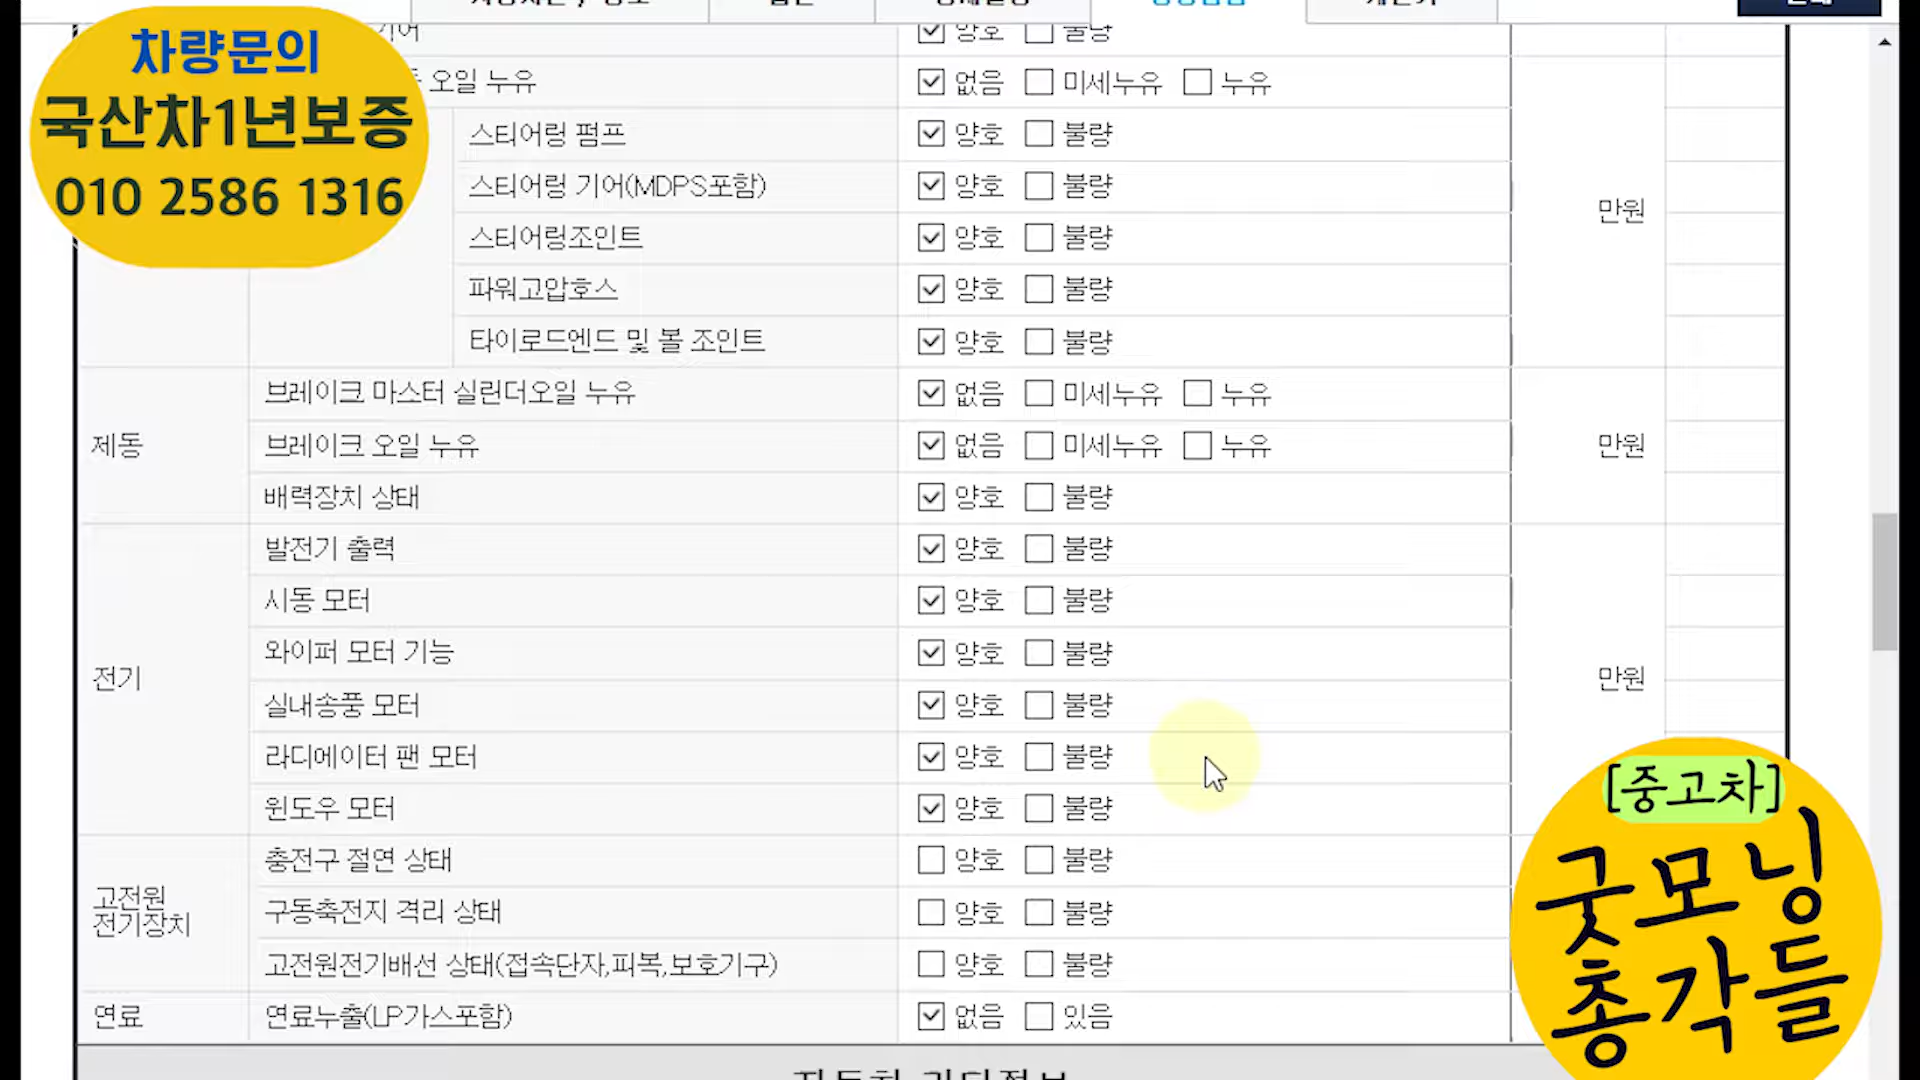 차량문의
국산차1년보증
010 2586 1316
기어 ☑ 양호 ☐ 불량
오일 누유 ☑ 없음 ☐ 미세누유 ☐ 누유
스티어링 펌프 ☑ 양호 ☐ 불량
스티어링 기어(MDPS포함) ☑ 양호 ☐ 불량 만원
스티어링조인트 ☑ 양호 ☐ 불량
파워고압호스 ☑ 양호 ☐ 불량
타이로드엔드 및 볼 조인트 ☑ 양호 ☐ 불량
브레이크 마스터 실린더오일 누유 ☑ 없음 ☐ 미세누유 ☐ 누유
제동 브레이크 오일 누유 ☑ 없음 ☐ 미세누유 ☐ 누유 만원
배력장치 상태 ☑ 양호 ☐ 불량
발전기 출력 ☑ 양호 ☐ 불량
시동 모터 ☑ 양호 ☐ 불량
와이퍼 모터 기능 ☑ 양호 ☐ 불량
전기 만원
실내송풍 모터 ☑ 양호 ☐ 불량
라디에이터 팬 모터 ☑ 양호 ☐ 불량
윈도우 모터 ☑ 양호 ☐ 불량
충전구 절연 상태 ☐ 양호 ☐ 불량
고전원
전기장치
구동축전지 격리 상태 ☐ 양호 ☐ 불량
고전원전기배선 상태(접속단자,피복,보호기구) ☐ 양호 ☐ 불량
연료 연료누출(LP가스포함) ☑ 없음 ☐ 있음
[중고차]
굿모닝
총각들